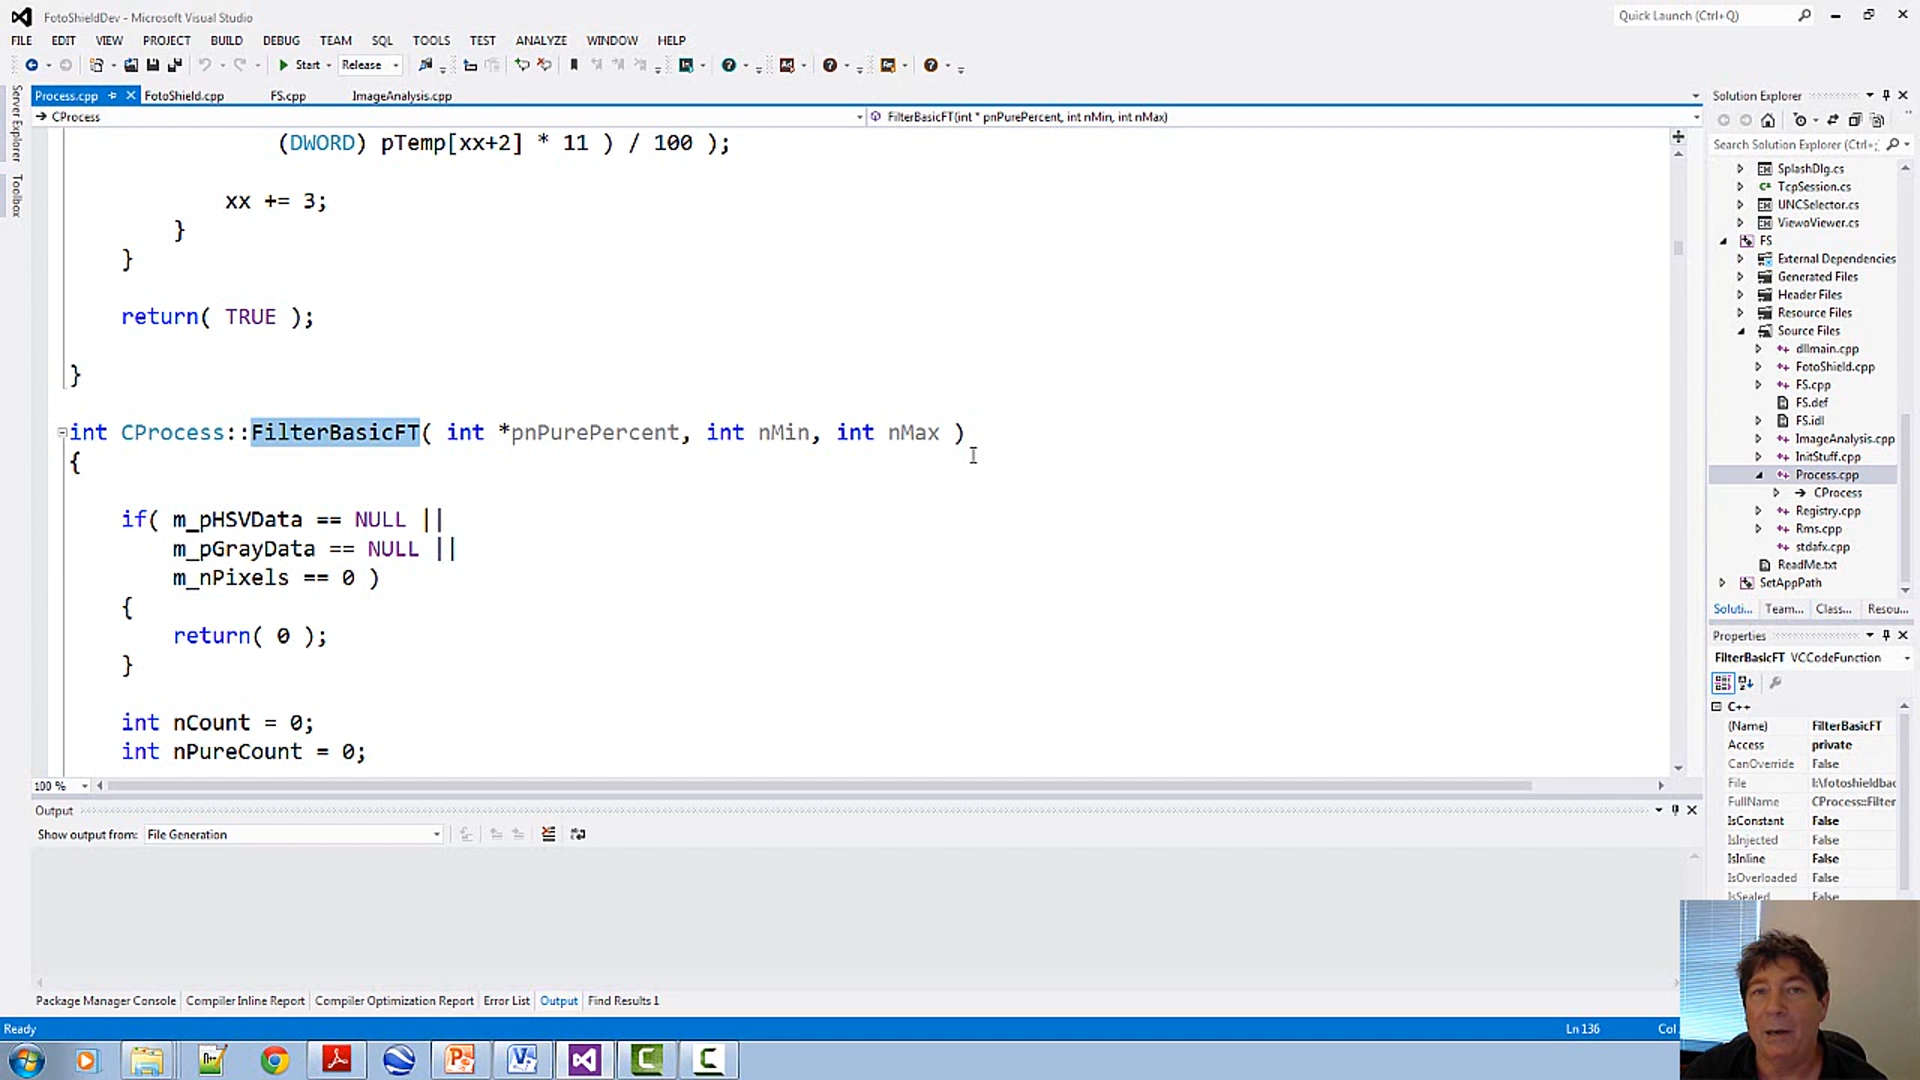 FotoShieldDev - Microsoft Visual Studio
Quick Launch (Ctrl+Q)
FILE EDIT VIEW PROJECT BUILD DEBUG TEAM SQL TOOLS TEST ANALYZE WINDOW HELP
Start Release
Server Explorer
Toolbox
Process.cpp FotoShield.cpp FS.cpp ImageAnalysis.cpp
CProcess FilterBasicFT(int * pnPurePercent, int nMin, int nMax)
(DWORD) pTemp[xx+2] * 11 ) / 100 );
xx += 3;
}
}
return( TRUE );
}
int CProcess::FilterBasicFT( int *pnPurePercent, int nMin, int nMax )
{
if( m_pHSVData == NULL ||
m_pGrayData == NULL ||
m_nPixels == 0 )
{
return( 0 );
}
int nCount = 0;
int nPureCount = 0;
100 %
Output
Show output from: File Generation
Package Manager Console Compiler Inline Report Compiler Optimization Report Error List Output Find Results 1
Ready Ln 136 Col
Solution Explorer
Search Solution Explorer (Ctrl+;
SplashDlg.cs
TcpSession.cs
UNCSelector.cs
ViewoViewer.cs
FS
External Dependencies
Generated Files
Header Files
Resource Files
Source Files
dllmain.cpp
FotoShield.cpp
FS.cpp
FS.def
FS.idl
ImageAnalysis.cpp
InitStuff.cpp
Process.cpp
CProcess
Registry.cpp
Rms.cpp
stdafx.cpp
ReadMe.txt
SetAppPath
Soluti... Team... Class... Resou...
Properties
FilterBasicFT VCCodeFunction
C++
(Name) FilterBasicFT
Access private
CanOverride False
File I:\fotoshieldbac
FullName CProcess::Filter
IsConstant False
IsInjected False
IsInline False
IsOverloaded False
IsSealed False